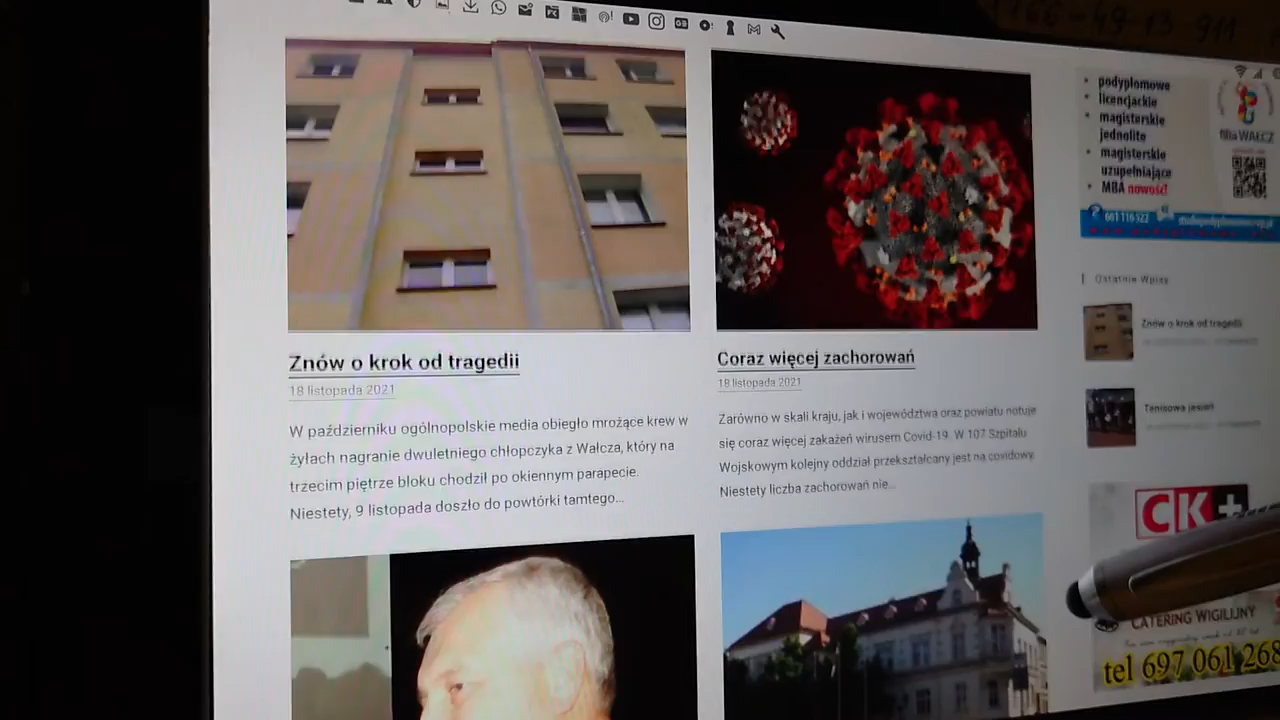 Znów o krok od tragedii
18 listopada 2021
W październiku ogólnopolskie media obiegło mrożące krew w
żyłach nagranie dwuletniego chłopczyka z Wałcza, który na
trzecim piętrze bloku chodził po okiennym parapecie.
Niestety, 9 listopada doszło do powtórki tamtego...
Coraz więcej zachorowań
18 listopada 2021
Zarówno w skali kraju, jak i województwa oraz powiatu notuje
się coraz więcej zakażeń wirusem Covid-19. W 107 Szpitalu
Wojskowym kolejny oddział przekształcany jest na covidowy.
Niestety liczba zachorowań nie...
podyplomowe
licencjackie
magisterskie
jednolite
magisterskie
uzupełniające
MBA nowość!
filia WAŁCZ
661 116 522
Ostatnie Wpisy
Znów o krok od tragedii
Tenisowa jesień
CK+
CATERING WIGILIJNY
tel 697 061 268